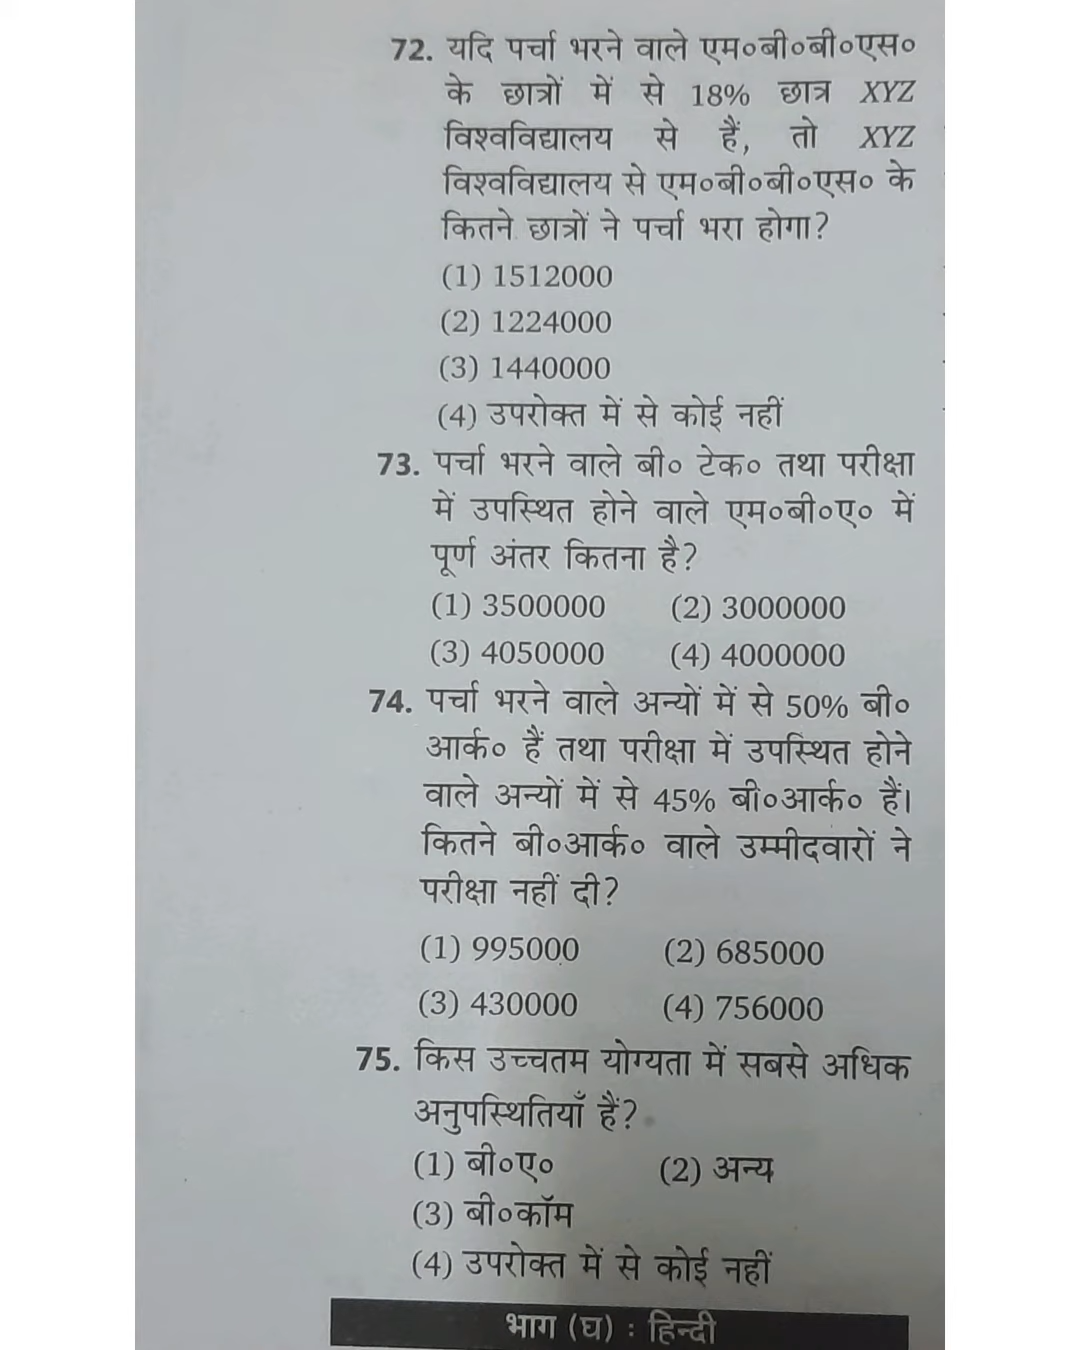 72. यदि पर्चा भरने वाले एम०बी०बी०एस०
के छात्रों में से 18% छात्र XYZ
विश्वविद्यालय से हैं, तो XYZ
विश्वविद्यालय से एम०बी०बी०एस० के
कितने छात्रों ने पर्चा भरा होगा?
(1) 1512000
(2) 1224000
(3) 1440000
(4) उपरोक्त में से कोई नहीं
73. पर्चा भरने वाले बी० टेक० तथा परीक्षा
में उपस्थित होने वाले एम०बी०ए० में
पूर्ण अंतर कितना है?
(1) 3500000 (2) 3000000
(3) 4050000 (4) 4000000
74. पर्चा भरने वाले अन्यों में से 50% बी०
आर्क० हैं तथा परीक्षा में उपस्थित होने
वाले अन्यों में से 45% बी०आर्क० हैं।
कितने बी०आर्क० वाले उम्मीदवारों ने
परीक्षा नहीं दी?
(1) 995000 (2) 685000
(3) 430000 (4) 756000
75. किस उच्चतम योग्यता में सबसे अधिक
अनुपस्थितियाँ हैं?
(1) बी०ए० (2) अन्य
(3) बी०कॉम
(4) उपरोक्त में से कोई नहीं
भाग (घ) : हिन्दी